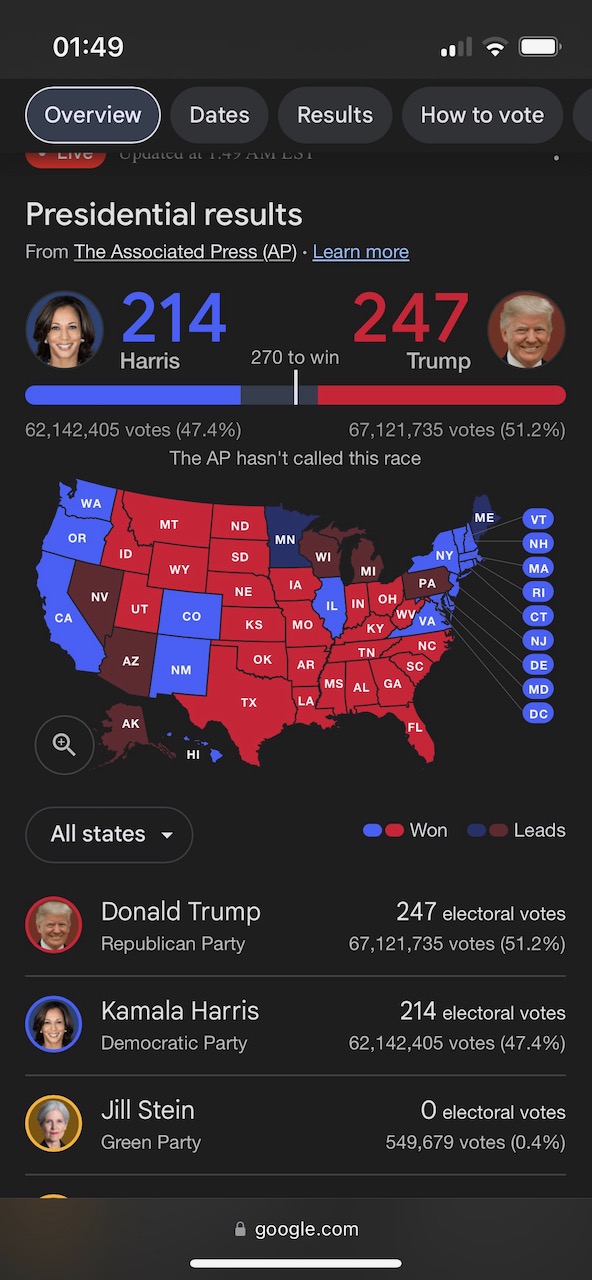 01:49
Overview
Dates
Results
How to vote
Live
Updated at 1:49 AM EST
Presidential results
From The Associated Press (AP) · Learn more
214
247
Harris
270 to win
Trump
62,142,405 votes (47.4%)
67,121,735 votes (51.2%)
The AP hasn't called this race
WA
MT
ND
MN
ME
VT
OR
ID
SD
WI
MI
NY
NH
WY
MA
NV
NE
IA
PA
RI
CA
UT
CO
IL
IN
OH
WV
VA
CT
KS
MO
KY
NJ
AZ
NM
OK
AR
TN
NC
SC
DE
TX
LA
MS
AL
GA
MD
DC
AK
HI
FL
All states
Won
Leads
Donald Trump
247 electoral votes
Republican Party
67,121,735 votes (51.2%)
Kamala Harris
214 electoral votes
Democratic Party
62,142,405 votes (47.4%)
Jill Stein
0 electoral votes
Green Party
549,679 votes (0.4%)
google.com